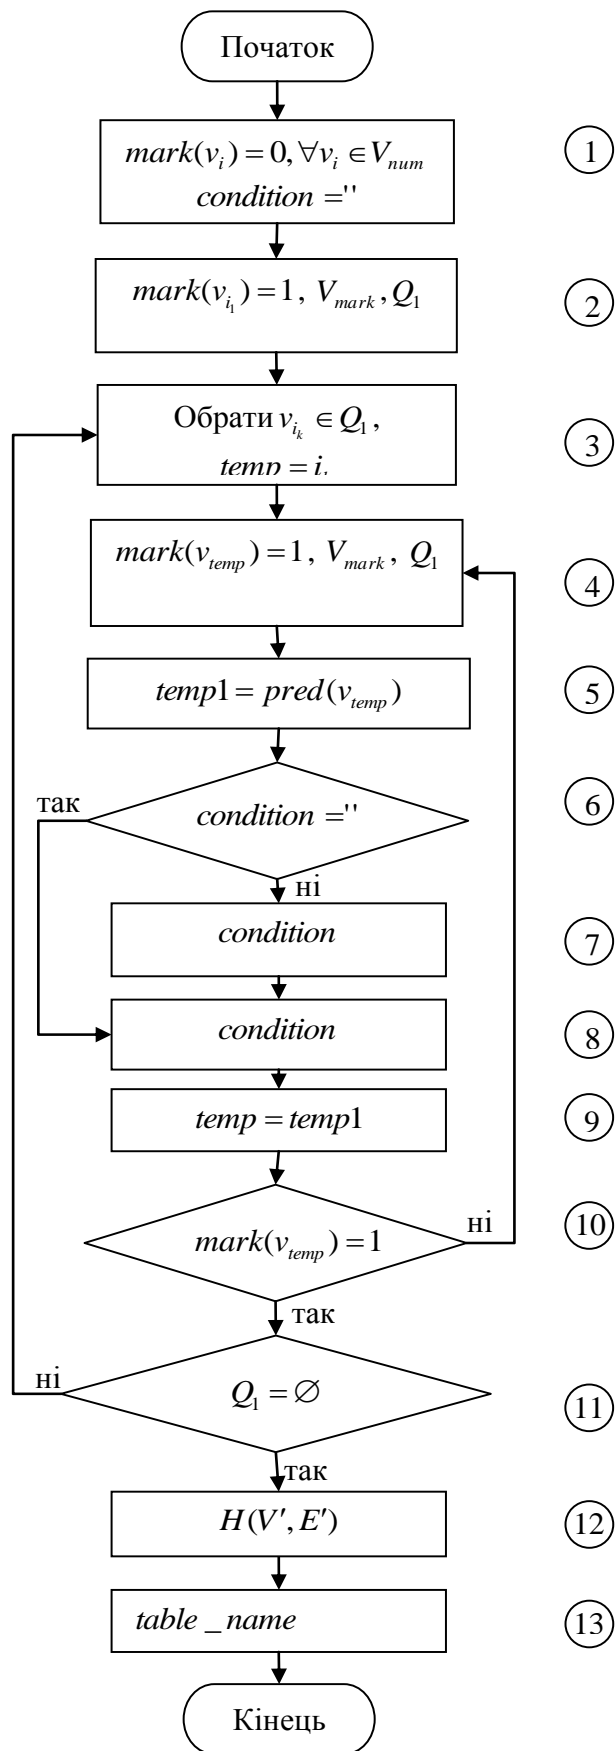 Початок
mark(v_i) = 0, ∀v_i ∈ V_num
condition =''
1
mark(v_{i_1}) = 1, V_mark, Q_1
2
Обрати v_{i_k} ∈ Q_1,
temp = i
3
mark(v_temp) = 1, V_mark, Q_1
4
temp1 = pred(v_temp)
5
так
condition =''
6
ні
condition
7
condition
8
temp = temp1
9
mark(v_temp) = 1
ні
10
так
ні
Q_1 = ∅
11
так
H(V′, E′)
12
table _ name
13
Кінець